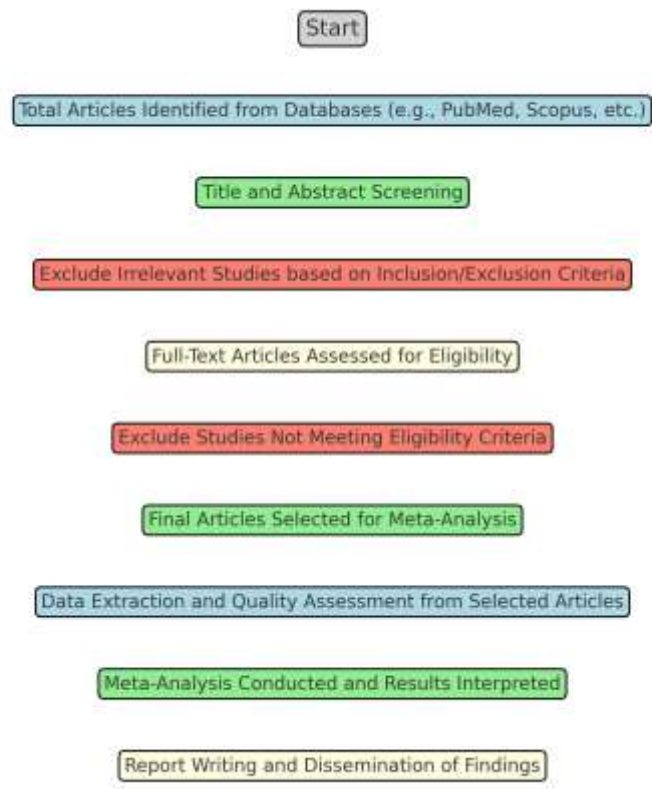 Start
Total Articles Identified from Databases (e.g., PubMed, Scopus, etc.)
Title and Abstract Screening
Exclude Irrelevant Studies based on Inclusion/Exclusion Criteria
Full-Text Articles Assessed for Eligibility
Exclude Studies Not Meeting Eligibility Criteria
Final Articles Selected for Meta-Analysis
Data Extraction and Quality Assessment from Selected Articles
Meta-Analysis Conducted and Results Interpreted
Report Writing and Dissemination of Findings